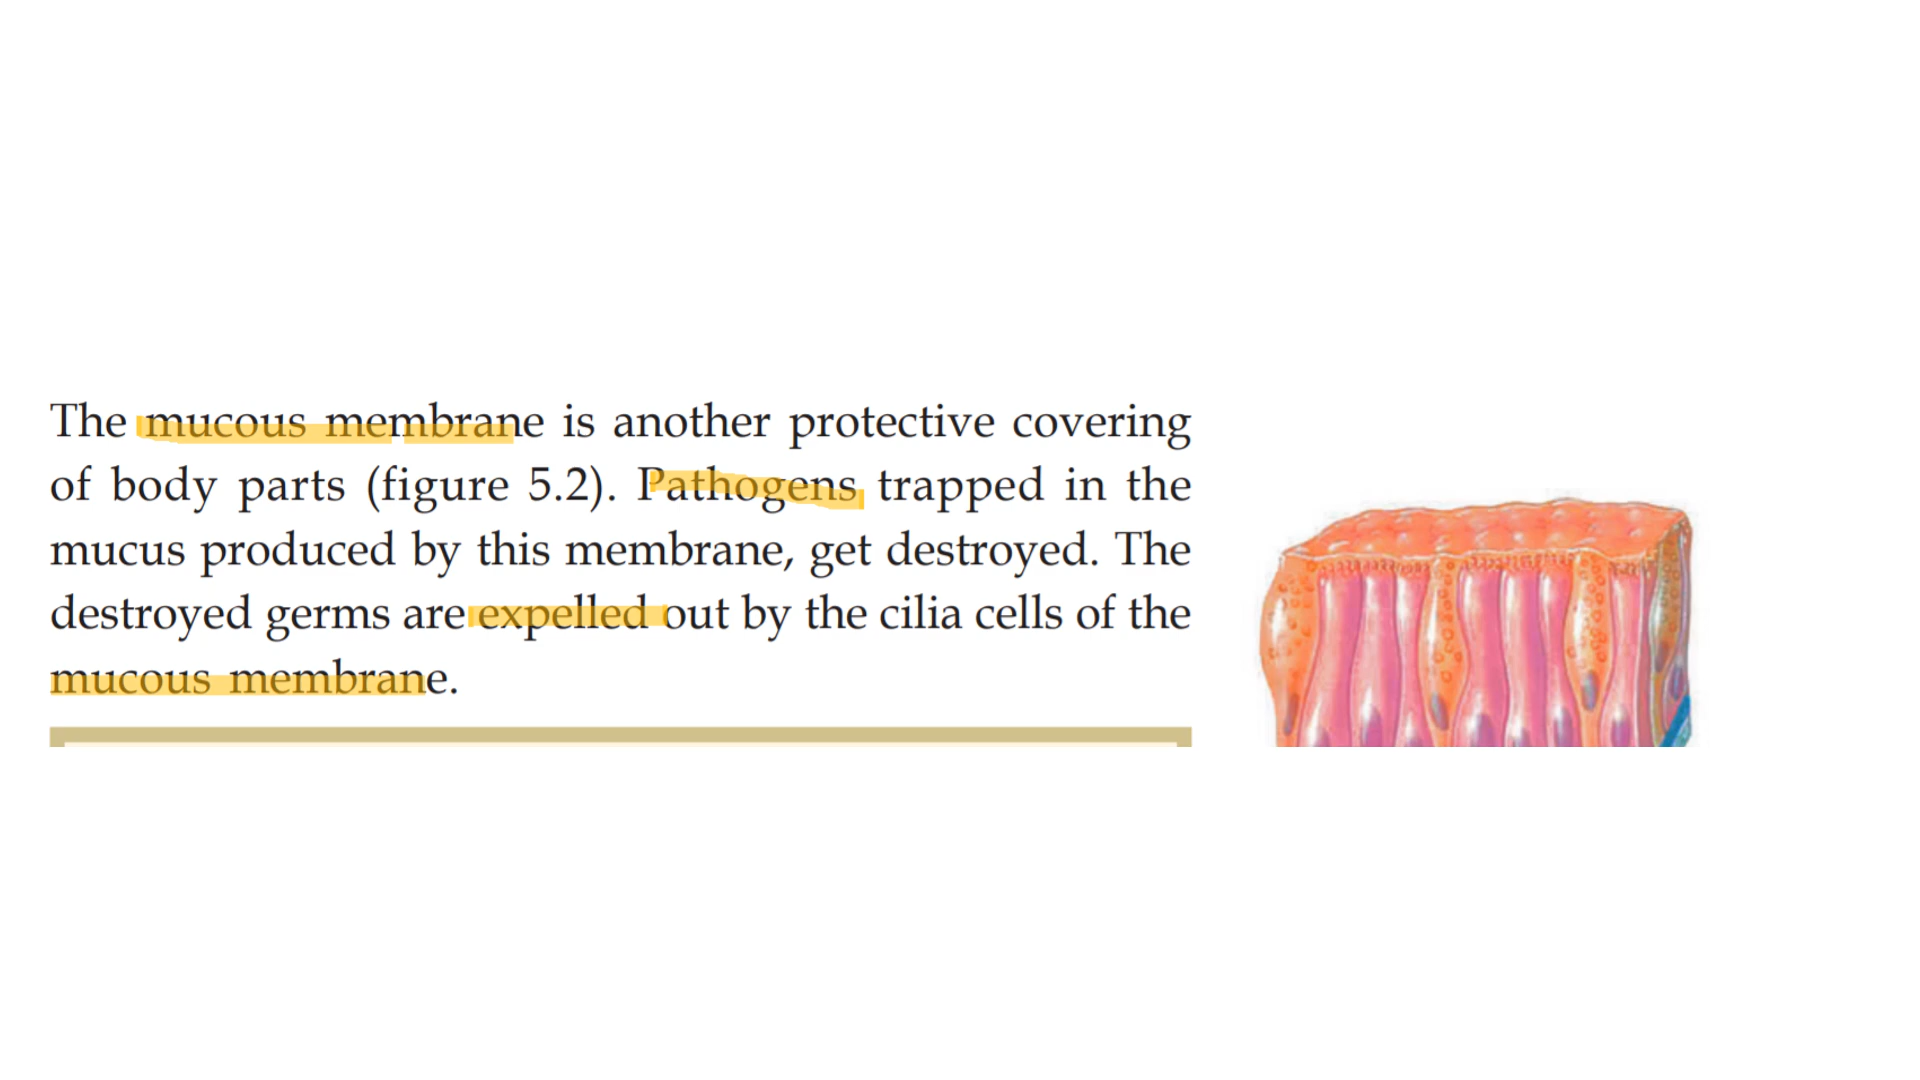 The mucous membrane is another protective covering
of body parts (figure 5.2). Pathogens trapped in the
mucus produced by this membrane, get destroyed. The
destroyed germs are expelled out by the cilia cells of the
mucous membrane.